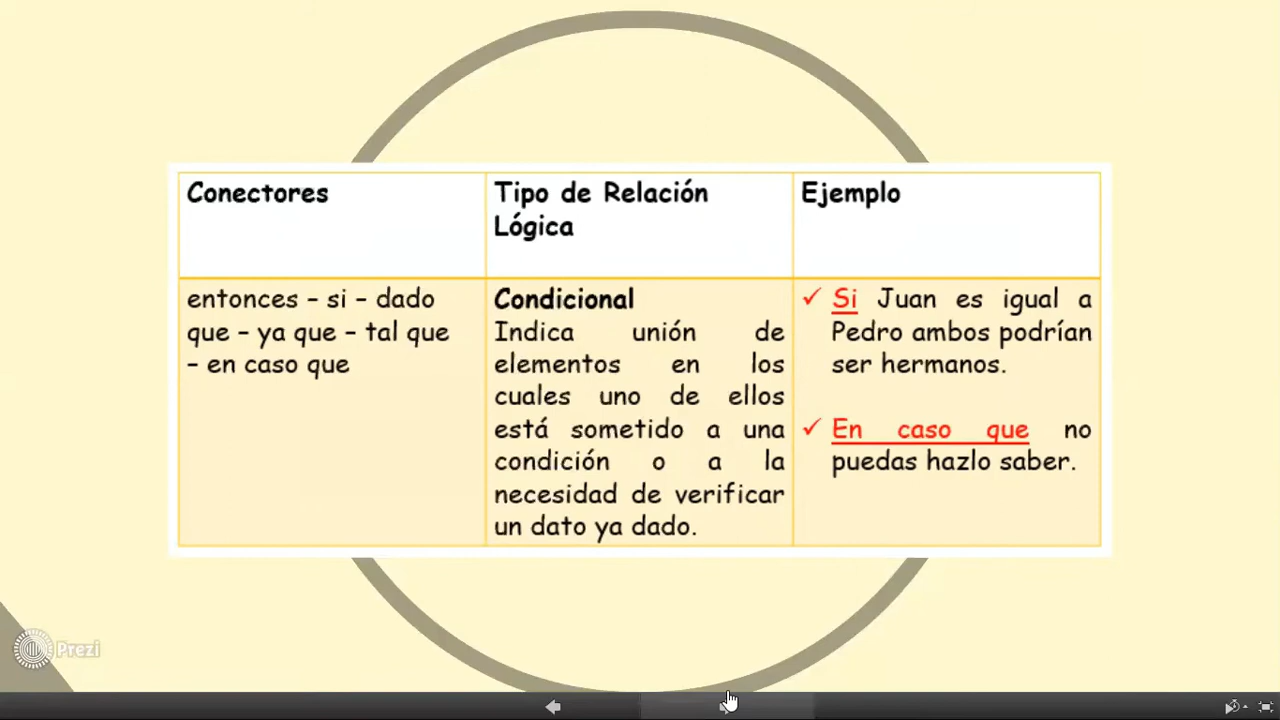 Conectores
Tipo de Relación
Lógica
Ejemplo
entonces – si – dado
que – ya que – tal que
– en caso que
Condicional
Indica unión de
elementos en los
cuales uno de ellos
está sometido a una
condición o a la
necesidad de verificar
un dato ya dado.
✓ Si Juan es igual a
Pedro ambos podrían
ser hermanos.
✓ En caso que no
puedas hazlo saber.
Prezi